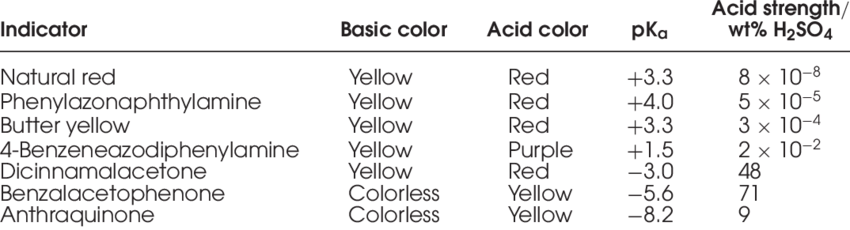 Acid strength/
Indicator Basic color Acid color pKa wt% H2SO4
Natural red Yellow Red +3.3 8 × 10−8
Phenylazonaphthylamine Yellow Red +4.0 5 × 10−5
Butter yellow Yellow Red +3.3 3 × 10−4
4-Benzeneazodiphenylamine Yellow Purple +1.5 2 × 10−2
Dicinnamalacetone Yellow Red −3.0 48
Benzalacetophenone Colorless Yellow −5.6 71
Anthraquinone Colorless Yellow −8.2 9